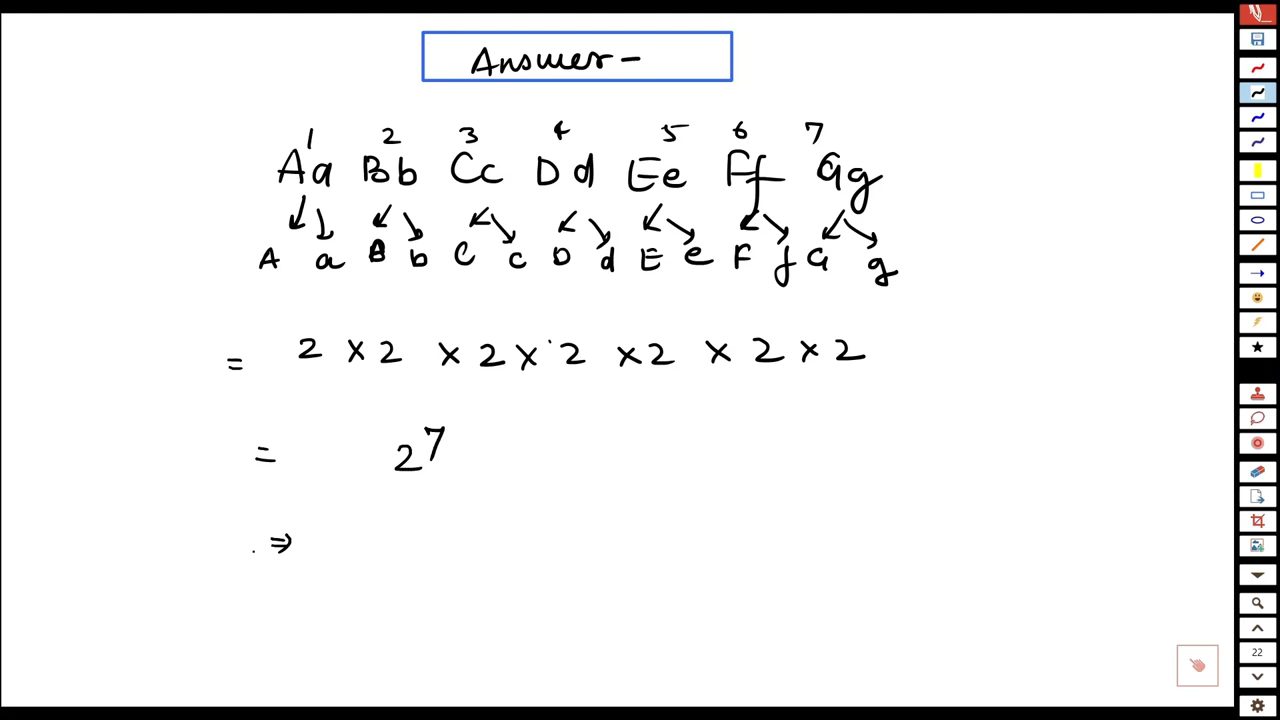 Answer -
1 2 3 4 5 6 7
Aa Bb Cc Dd Ee Ff Gg
A a B b C c D d E e F f G g
= 2 × 2 × 2 × 2 × 2 × 2 × 2
= 2⁷
⇒
22